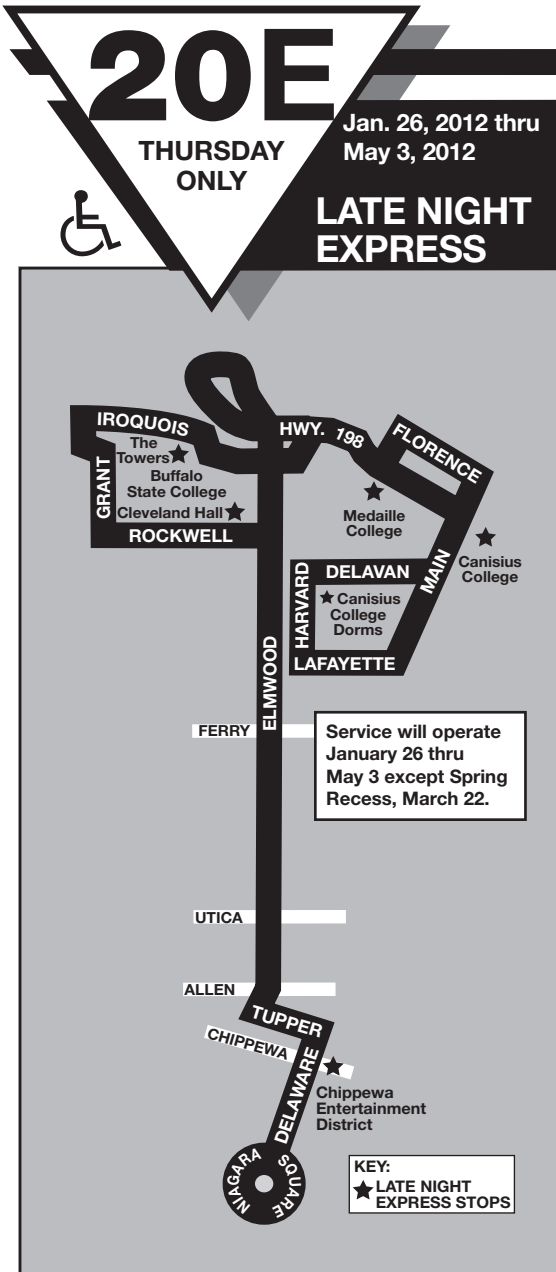 20E
THURSDAY
ONLY
Jan. 26, 2012 thru
May 3, 2012
LATE NIGHT
EXPRESS
IROQUOIS
HWY. 198
FLORENCE
The
Towers
Buffalo
State College
Cleveland Hall
GRANT
ROCKWELL
Medaille
College
MAIN
Canisius
College
HARVARD
DELAVAN
Canisius
College
Dorms
LAFAYETTE
ELMWOOD
FERRY
Service will operate
January 26 thru
May 3 except Spring
Recess, March 22.
UTICA
ALLEN
TUPPER
CHIPPEWA
DELAWARE
Chippewa
Entertainment
District
NIAGARA
SQUARE
KEY:
LATE NIGHT
EXPRESS STOPS